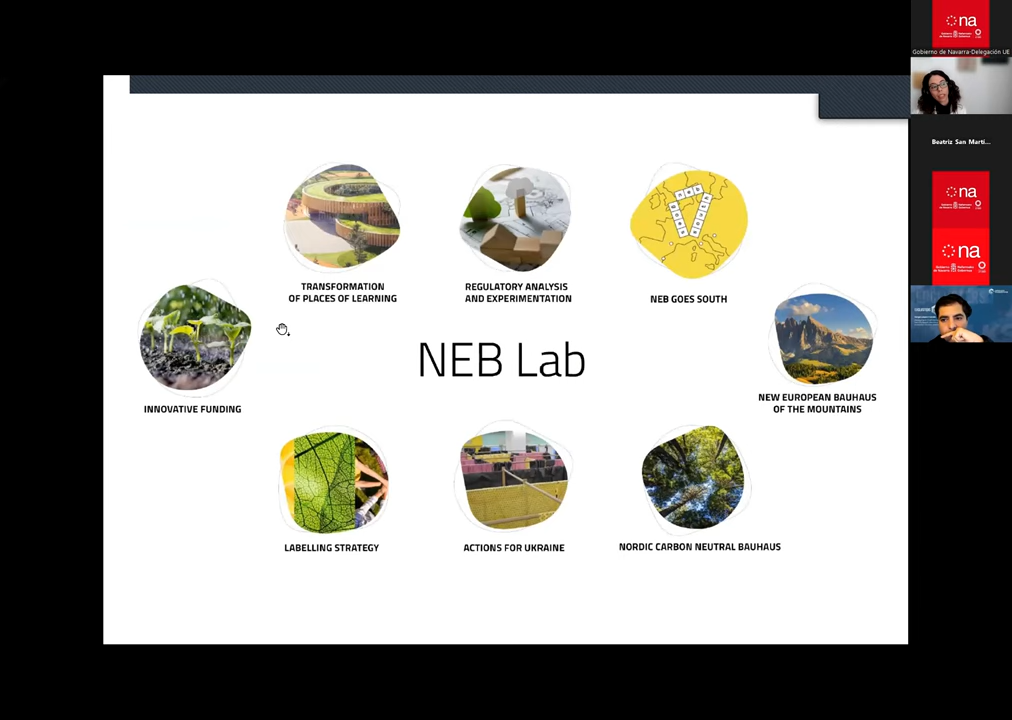 TRANSFORMATION
OF PLACES OF LEARNING
REGULATORY ANALYSIS
AND EXPERIMENTATION
NEB GOES SOUTH
INNOVATIVE FUNDING
NEB Lab
NEW EUROPEAN BAUHAUS
OF THE MOUNTAINS
LABELLING STRATEGY
ACTIONS FOR UKRAINE
NORDIC CARBON NEUTRAL BAUHAUS
na
Gobierno de Navarra-Delegación UE
Beatriz San Martí...
na
na